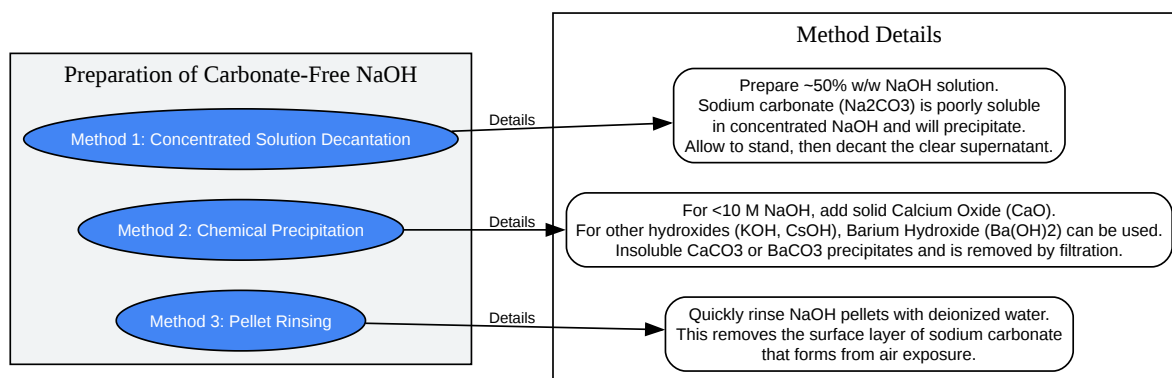 Preparation of Carbonate-Free NaOH
Method 1: Concentrated Solution Decantation
Method 2: Chemical Precipitation
Method 3: Pellet Rinsing
Details
Details
Details
Method Details
Prepare ~50% w/w NaOH solution.
Sodium carbonate (Na2CO3) is poorly soluble
in concentrated NaOH and will precipitate.
Allow to stand, then decant the clear supernatant.
For <10 M NaOH, add solid Calcium Oxide (CaO).
For other hydroxides (KOH, CsOH), Barium Hydroxide (Ba(OH)2) can be used.
Insoluble CaCO3 or BaCO3 precipitates and is removed by filtration.
Quickly rinse NaOH pellets with deionized water.
This removes the surface layer of sodium carbonate
that forms from air exposure.